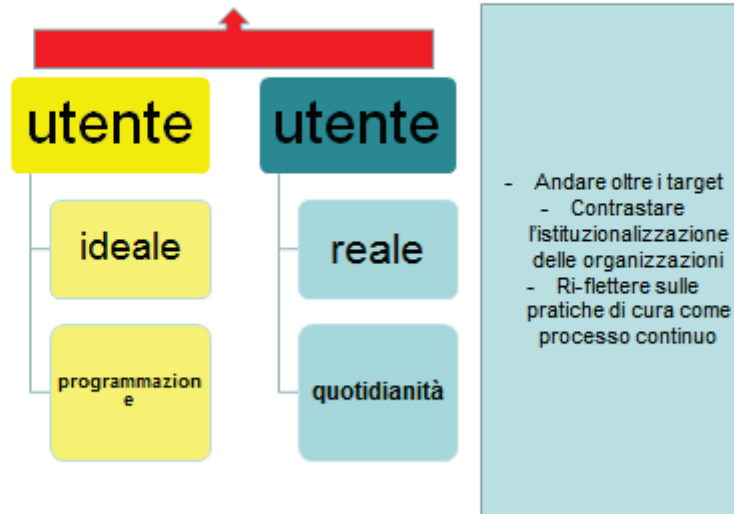 utente
ideale
programmazion
e
utente
reale
quotidianità
- Andare oltre i target
- Contrastare
l'istituzionalizzazione
delle organizzazioni
- Ri-flettere sulle
pratiche di cura come
processo continuo